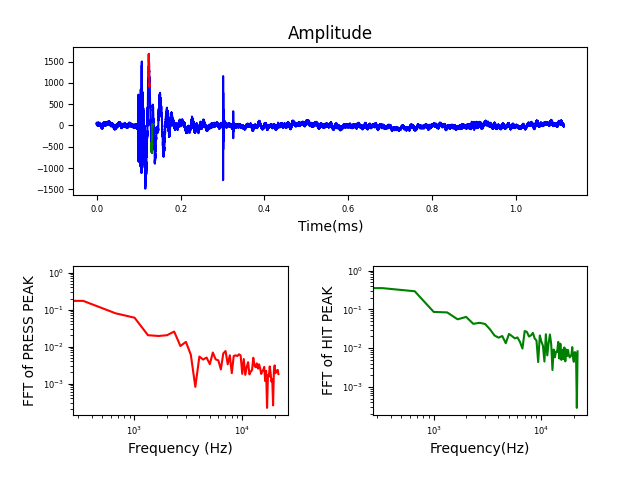 Amplitude
1500
1000
500
0
−500
−1000
−1500
0.0 0.2 0.4 0.6 0.8 1.0
Time(ms)
FFT of PRESS PEAK
10⁰
10⁻¹
10⁻²
10⁻³
10³ 10⁴
Frequency (Hz)
FFT of HIT PEAK
10⁰
10⁻¹
10⁻²
10⁻³
10³ 10⁴
Frequency(Hz)